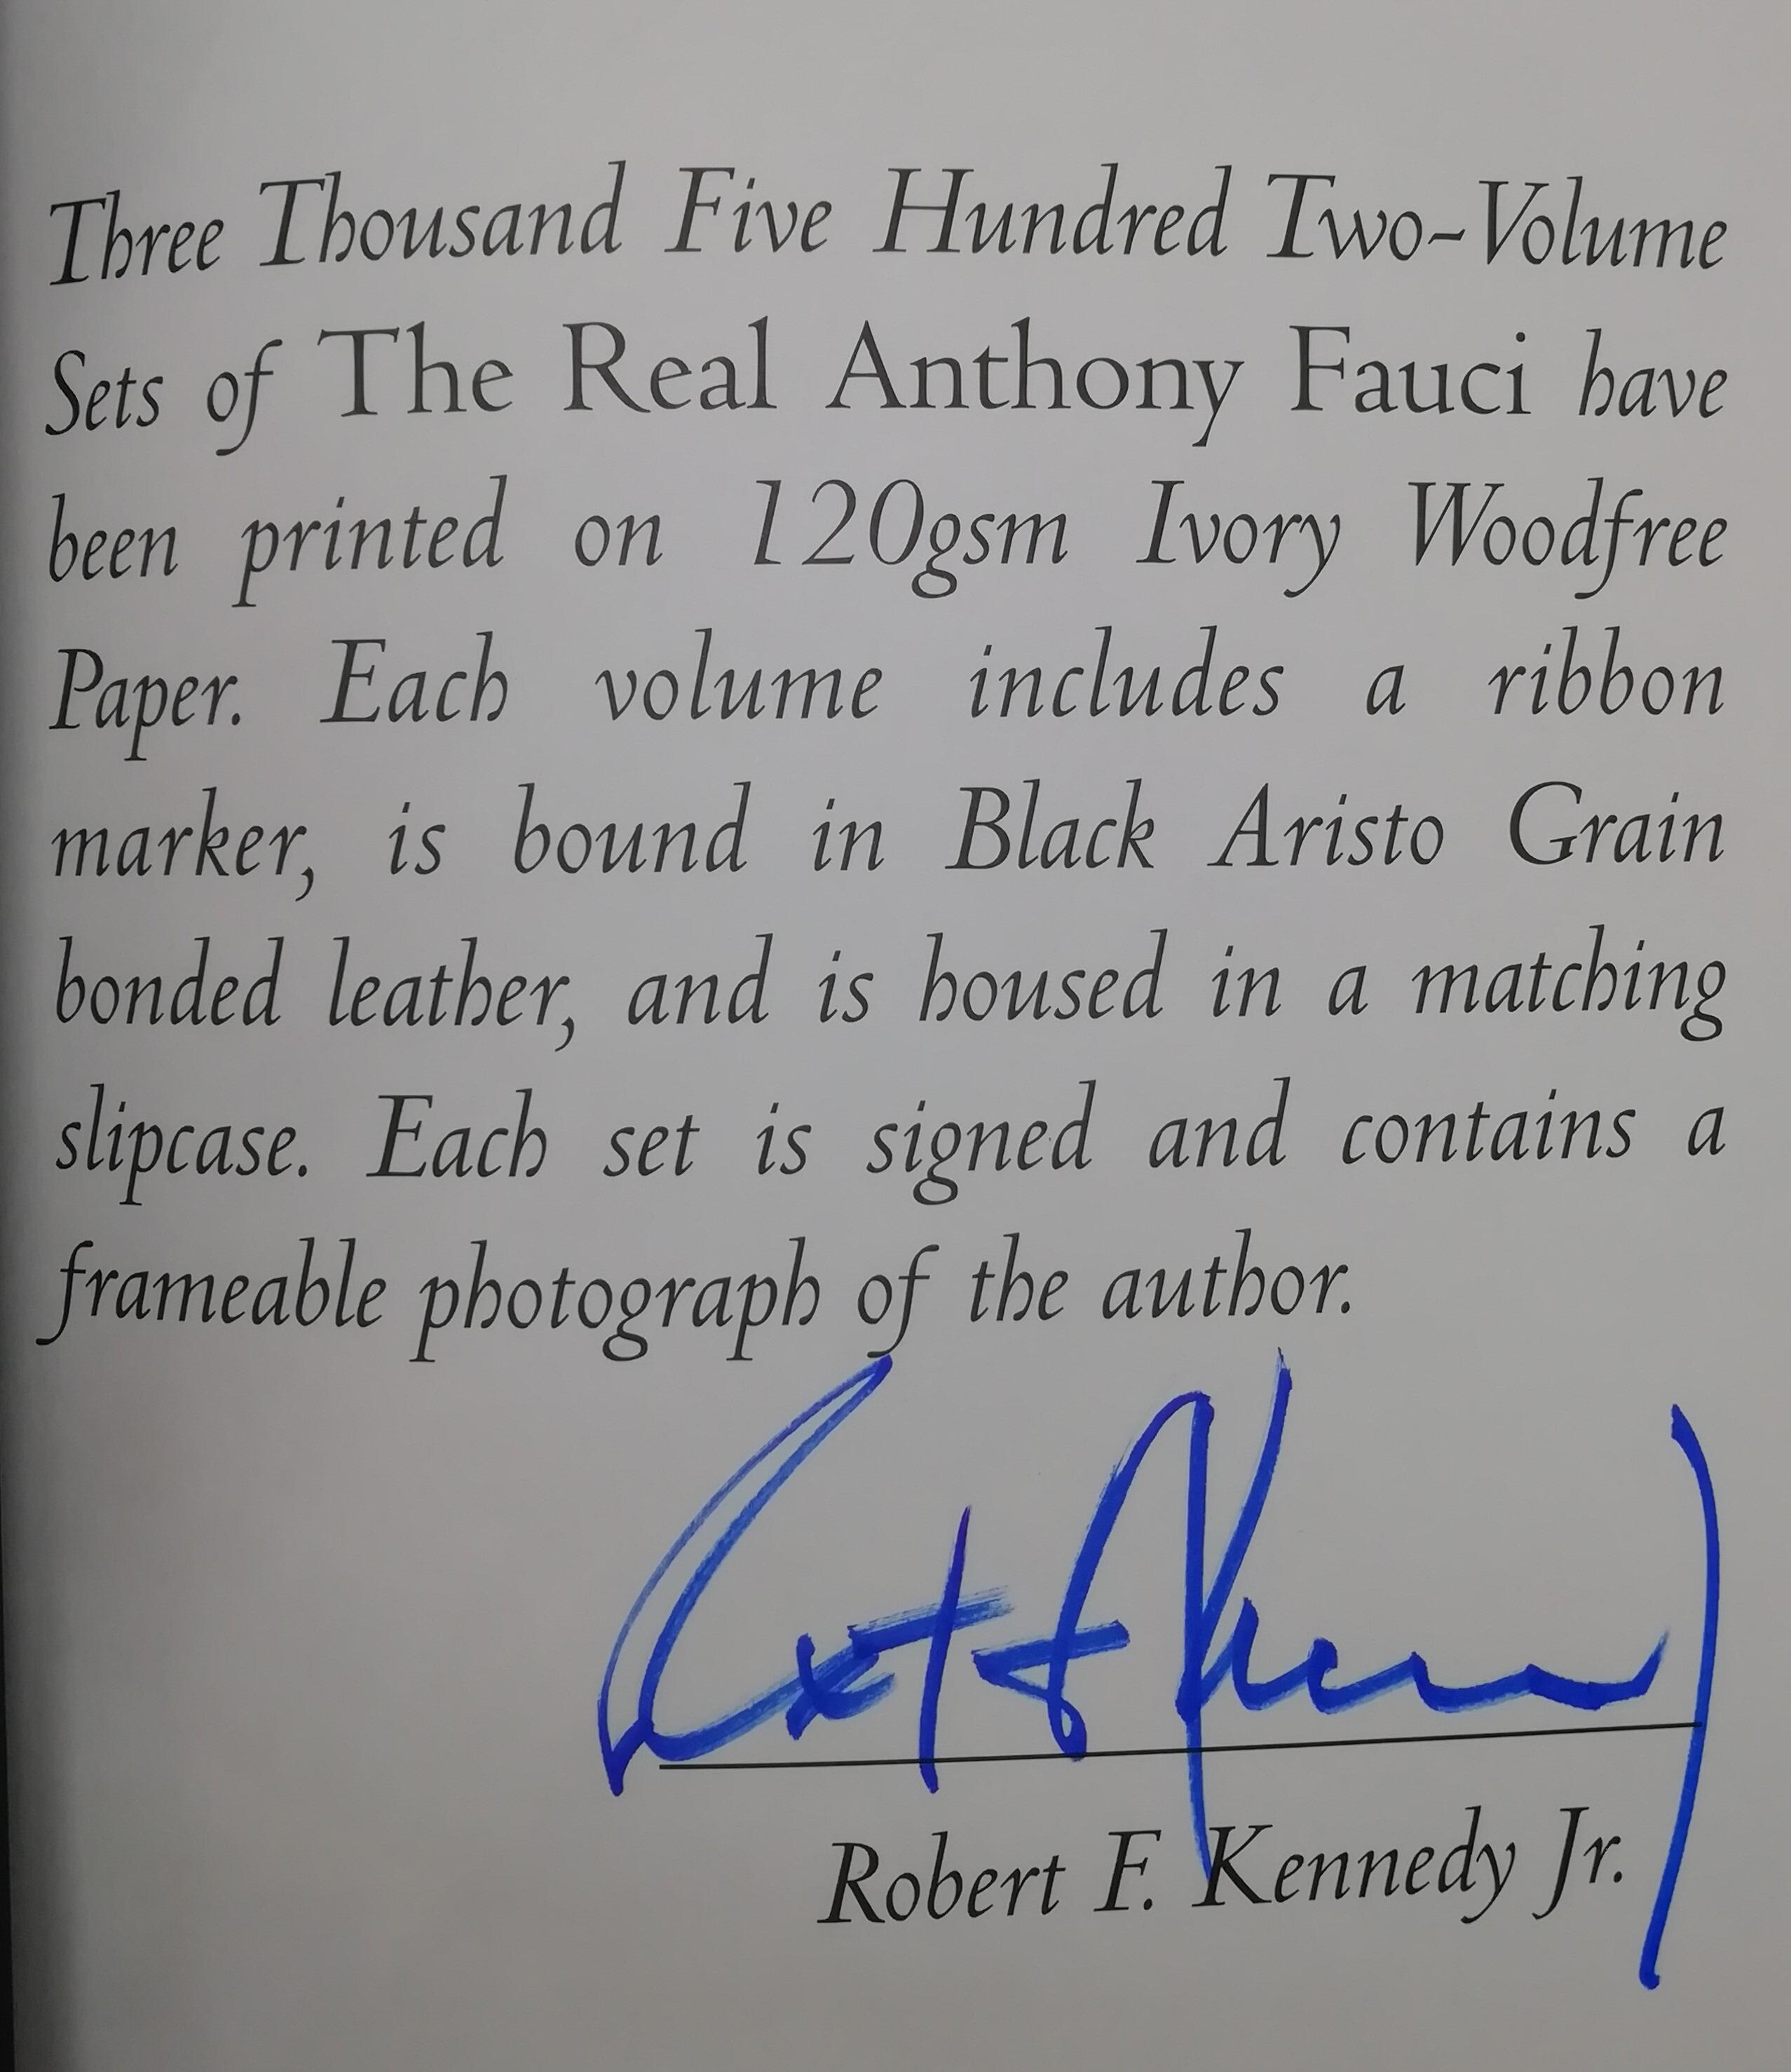 Three Thousand Five Hundred Two-Volume
Sets of The Real Anthony Fauci have
been printed on 120gsm Ivory Woodfree
Paper. Each volume includes a ribbon
marker, is bound in Black Aristo Grain
bonded leather, and is housed in a matching
slipcase. Each set is signed and contains a
frameable photograph of the author.
Robert F. Kennedy Jr.